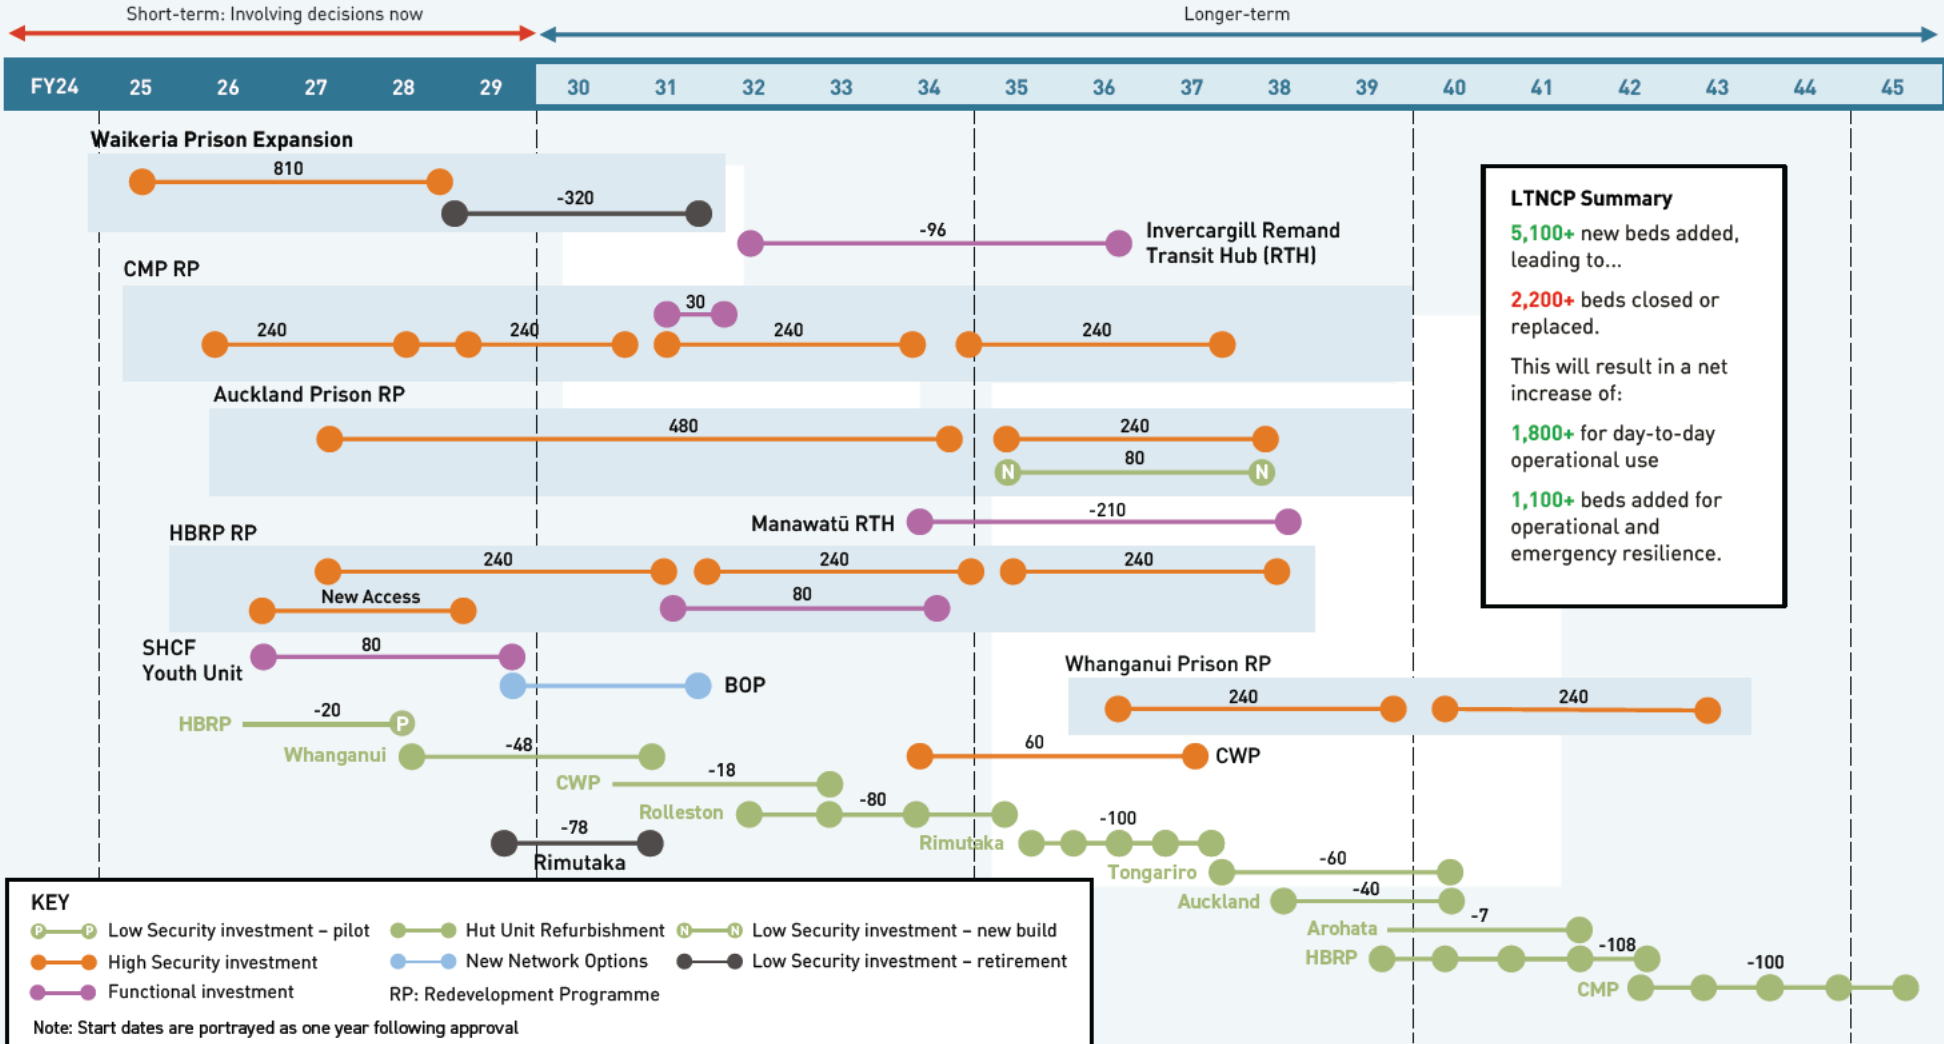 Short-term: Involving decisions now
Longer-term
FY24 25 26 27 28 29 30 31 32 33 34 35 36 37 38 39 40 41 42 43 44 45
Waikeria Prison Expansion
810
-320
-96
Invercargill Remand
Transit Hub (RTH)
CMP RP
30
240 240 240 240
Auckland Prison RP
480 240
N 80 N
Manawatū RTH -210
HBRP RP
240 240 240
New Access 80
SHCF
Youth Unit
80
BOP
Whanganui Prison RP
240 240
HBRP -20 P
Whanganui -48
60 CWP
CWP -18
Rolleston -80
-78
Rimutaka
Rimutaka -100
Tongariro -60
Auckland -40
Arohata -7
HBRP -108
CMP -100
LTNCP Summary
5,100+ new beds added,
leading to...
2,200+ beds closed or
replaced.
This will result in a net
increase of:
1,800+ for day-to-day
operational use
1,100+ beds added for
operational and
emergency resilience.
KEY
P P Low Security investment – pilot
High Security investment
Functional investment
Hut Unit Refurbishment
New Network Options
RP: Redevelopment Programme
N N Low Security investment – new build
Low Security investment – retirement
Note: Start dates are portrayed as one year following approval